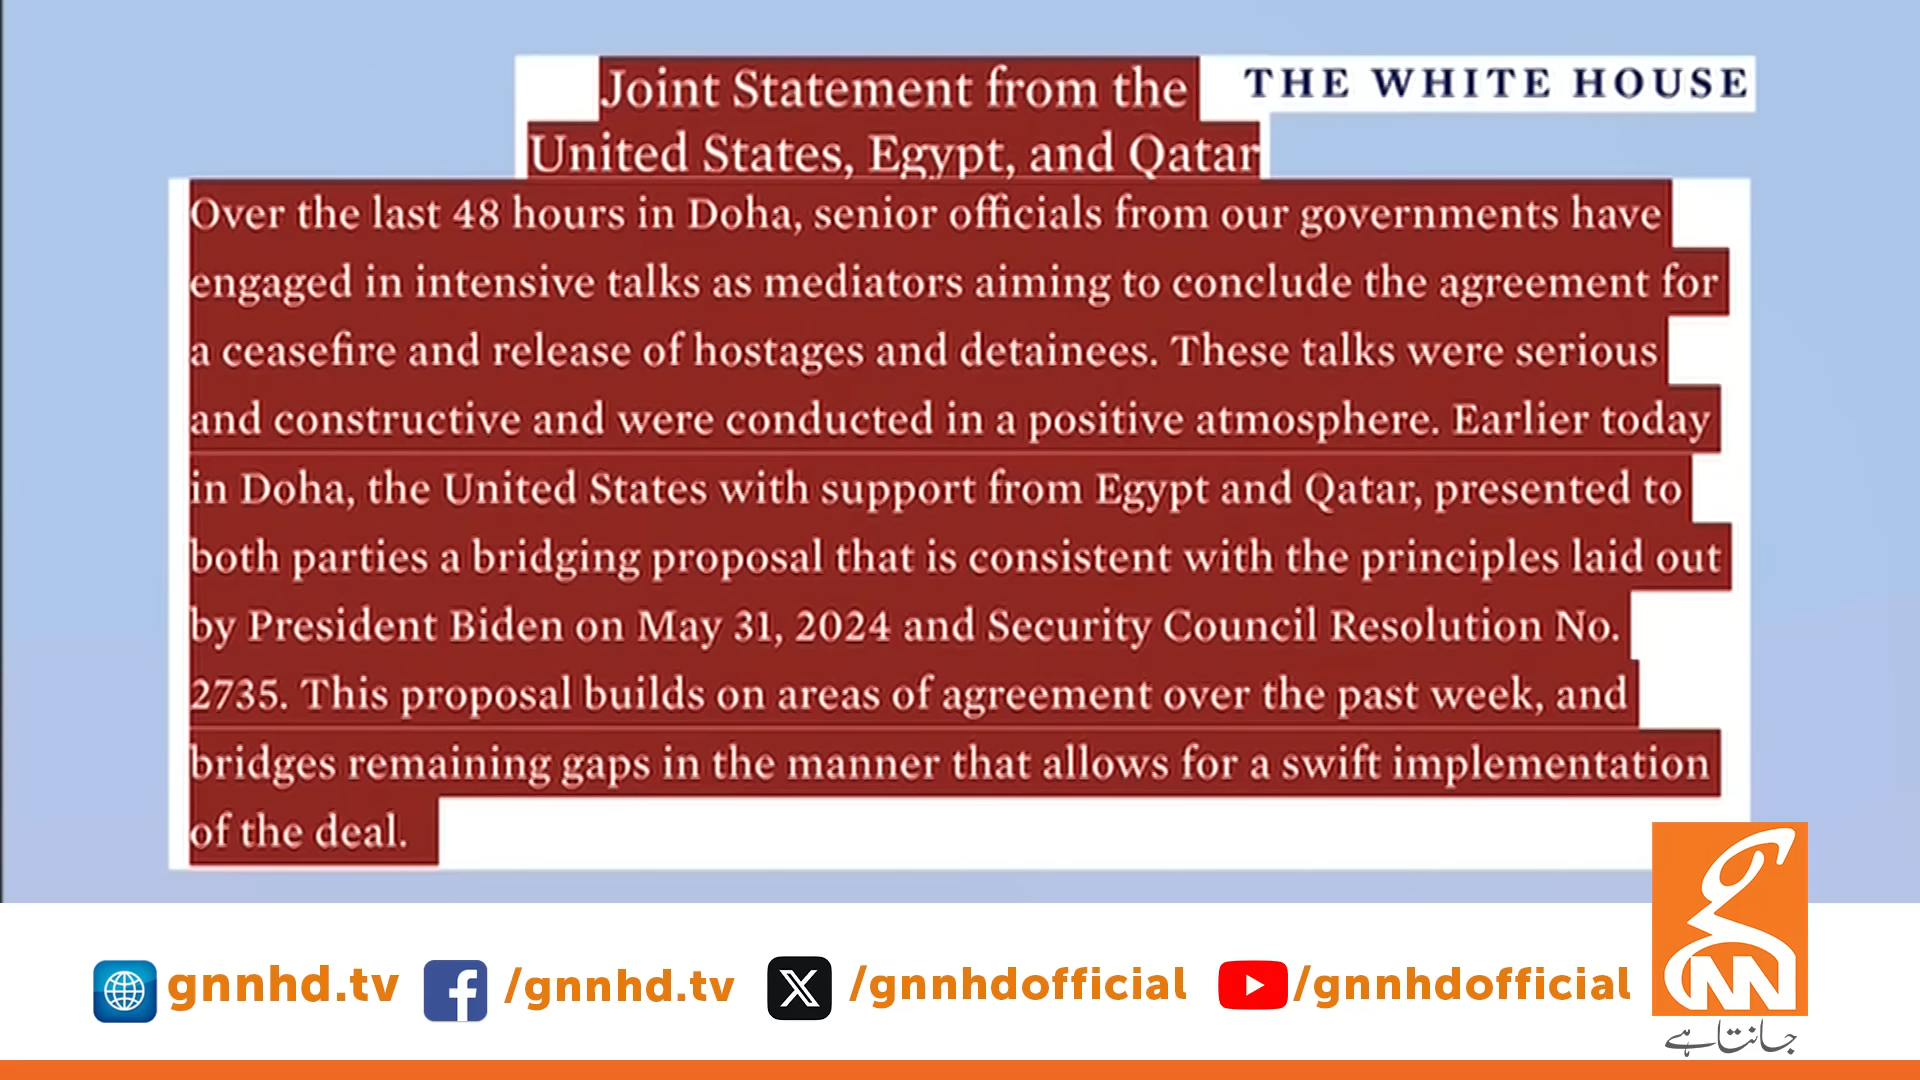 Joint Statement from the
United States, Egypt, and Qatar
THE WHITE HOUSE
Over the last 48 hours in Doha, senior officials from our governments have
engaged in intensive talks as mediators aiming to conclude the agreement for
a ceasefire and release of hostages and detainees. These talks were serious
and constructive and were conducted in a positive atmosphere. Earlier today
in Doha, the United States with support from Egypt and Qatar, presented to
both parties a bridging proposal that is consistent with the principles laid out
by President Biden on May 31, 2024 and Security Council Resolution No.
2735. This proposal builds on areas of agreement over the past week, and
bridges remaining gaps in the manner that allows for a swift implementation
of the deal.
gnnhd.tv /gnnhd.tv /gnnhdofficial /gnnhdofficial
GNN
جانتا ہے